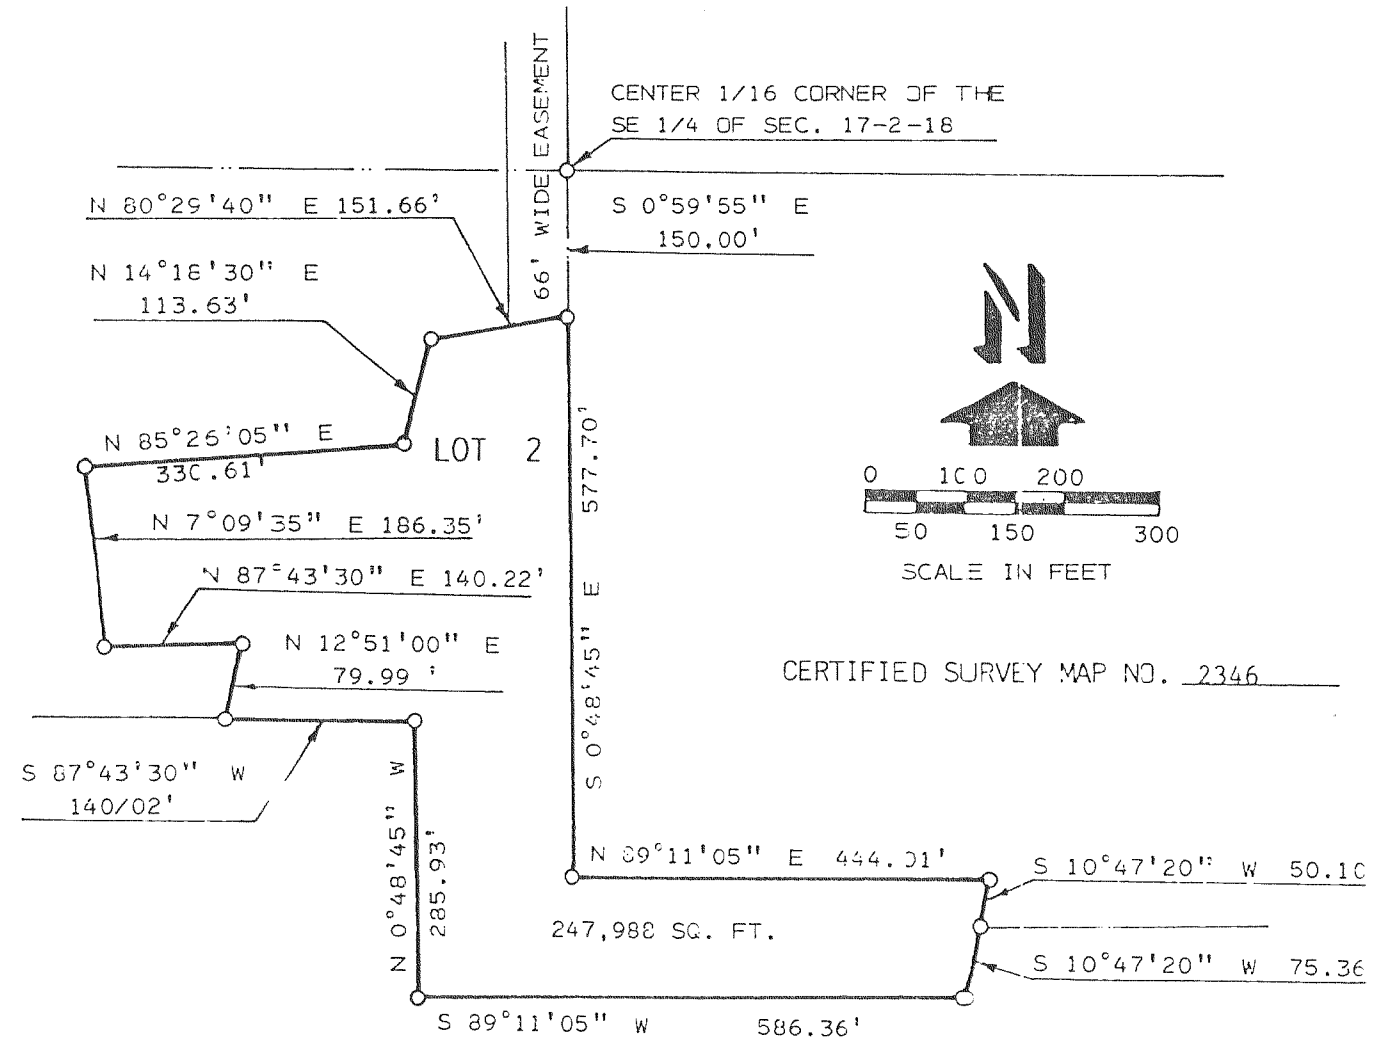 66' WIDE EASEMENT
CENTER 1/16 CORNER OF THE
SE 1/4 OF SEC. 17-2-18
N 80°29'40" E 151.66'
S 0°59'55" E
150.00'
N 14°18'30" E
113.63'
N 85°26'05" E
330.61'
LOT 2
577.70'
S 0°48'45" E
N 7°09'35" E 186.35'
N 87°43'30" E 140.22'
N 12°51'00" E
79.99 '
N
0 100 200
50 150 300
SCALE IN FEET
CERTIFIED SURVEY MAP NO. 2346
S 87°43'30" W
140/02'
N 0°48'45" W
285.93'
N 89°11'05" E 444.01'
S 10°47'20" W 50.10
247,988 SQ. FT.
S 10°47'20" W 75.36
S 89°11'05" W 586.36'